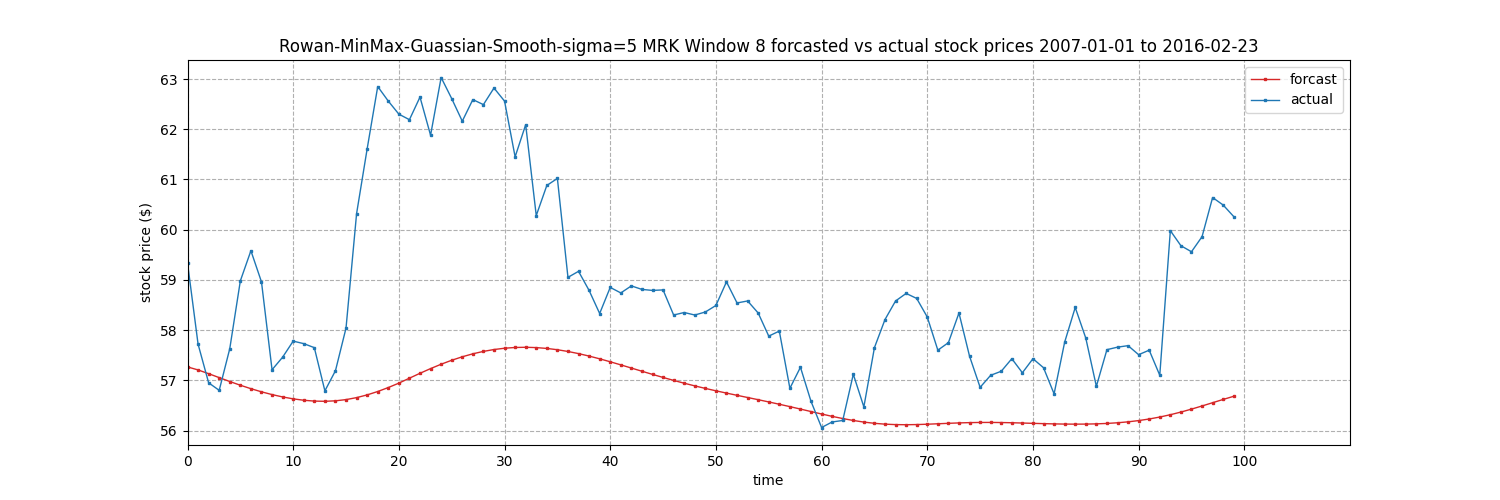 Rowan-MinMax-Guassian-Smooth-sigma=5 MRK Window 8 forcasted vs actual stock prices 2007-01-01 to 2016-02-23
forcast
actual
stock price ($)
63
62
61
60
59
58
57
56
0 10 20 30 40 50 60 70 80 90 100
time